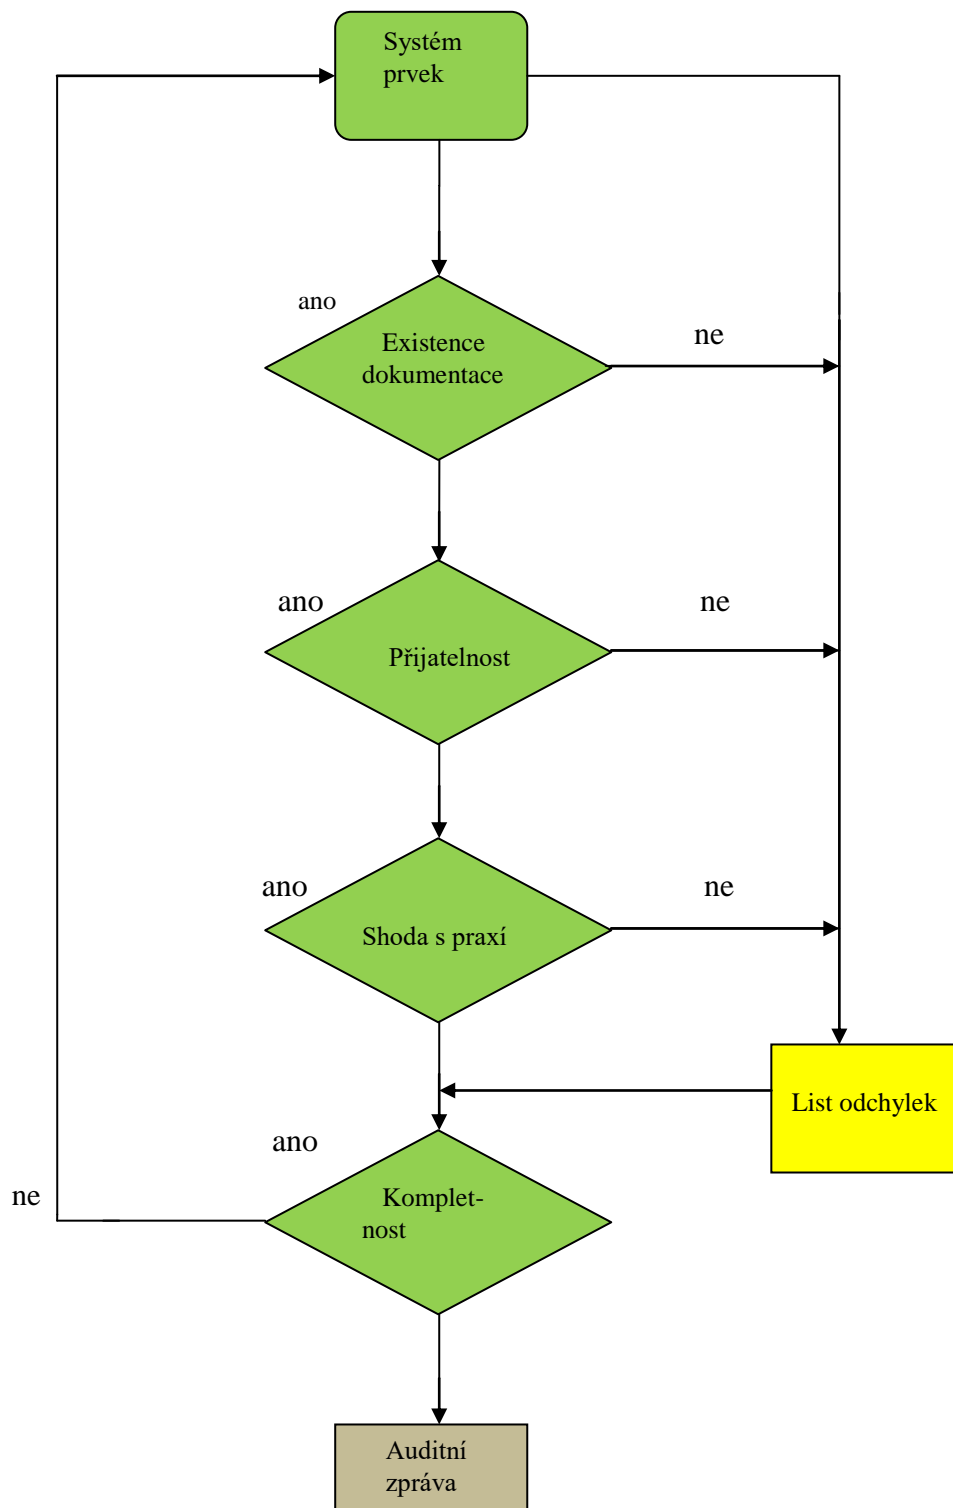 Systém
prvek
ano
Existence
dokumentace
ne
ano
Přijatelnost
ne
ano
Shoda s praxí
ne
List odchylek
ano
Komplet-
nost
ne
Auditní
zpráva